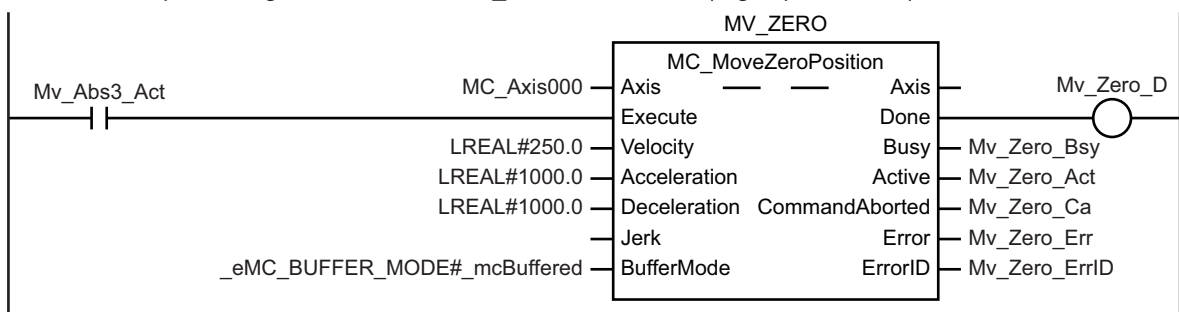 MV_ZERO
MC_MoveZeroPosition
Mv_Abs3_Act MC_Axis000 Axis Axis Mv_Zero_D
Execute Done
LREAL#250.0 Velocity Busy Mv_Zero_Bsy
LREAL#1000.0 Acceleration Active Mv_Zero_Act
LREAL#1000.0 Deceleration CommandAborted Mv_Zero_Ca
Jerk Error Mv_Zero_Err
_eMC_BUFFER_MODE#_mcBuffered BufferMode ErrorID Mv_Zero_ErrID